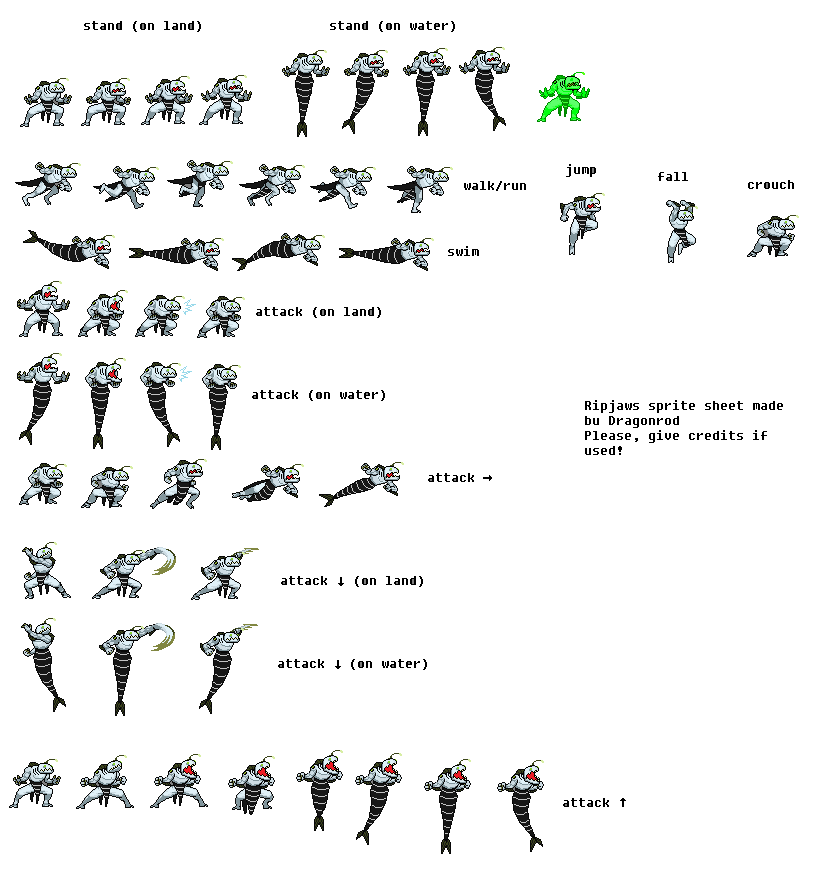 stand (on land)
stand (on water)
walk/run
jump
fall
crouch
swim
attack (on land)
attack (on water)
Ripjaws sprite sheet made
bu Dragonrod
Please, give credits if
used!
attack →
attack ↓ (on land)
attack ↓ (on water)
attack ↑